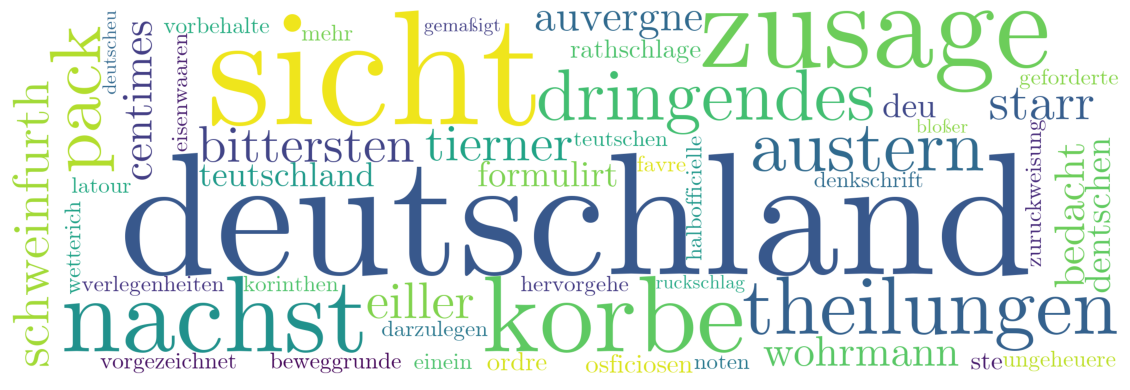 deutscheu
vorbehalte
mehr
gemaßigt
auvergne
zusage
pack
centimes
eisenwaaren
sicht
rathschlage
geforderte
dringendes
deu
starr
bloßer
schweinfurth
bittersten
tierner
teutschen
austern
zuruckweisung
latour
teutschland
formulirt
favre
halbofficielle
denkschrift
bedacht
dentschen
deutschland
wetterich
verlegenheiten
korinthen
hervorgehe
ruckschlag
nachst
eiller
darzulegen
korbe
theilungen
wohrmann
vorgezeichnet
beweggrunde
einein
ordre
osficiosen
noten
ste
ungeheuere